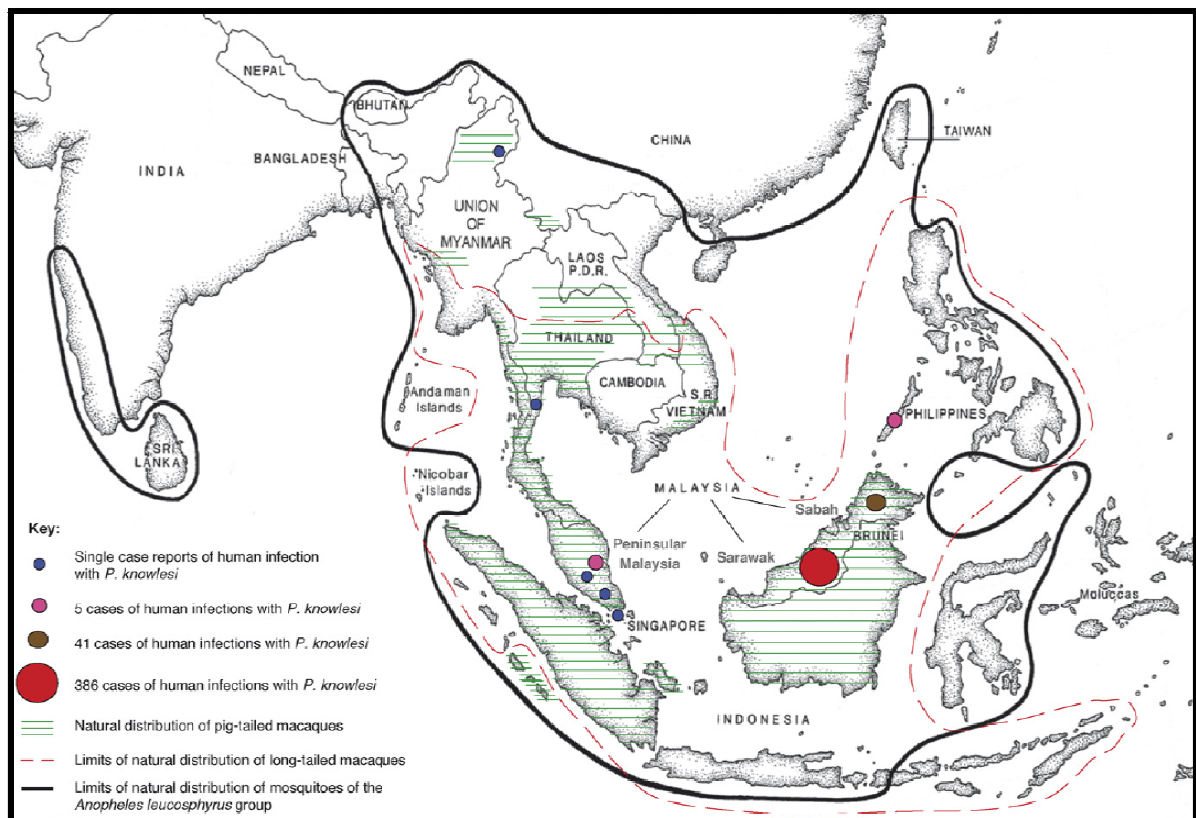 NEPAL
BHUTAN
CHINA
TAIWAN
BANGLADESH
INDIA
UNION
OF
MYANMAR
LAOS
P.D.R.
THAILAND
CAMBODIA
S.R.
VIETNAM
Andaman
Islands
PHILIPPINES
SRI
LANKA
Nicobar
Islands
MALAYSIA
Sabah
BRUNEI
Peninsular
Malaysia
Sarawak
Moluccas
SINGAPORE
INDONESIA
Key:
Single case reports of human infection
with P. knowlesi
5 cases of human infections with P. knowlesi
41 cases of human infections with P. knowlesi
386 cases of human infections with P. knowlesi
Natural distribution of pig-tailed macaques
Limits of natural distribution of long-tailed macaques
Limits of natural distribution of mosquitoes of the
Anopheles leucosphyrus group